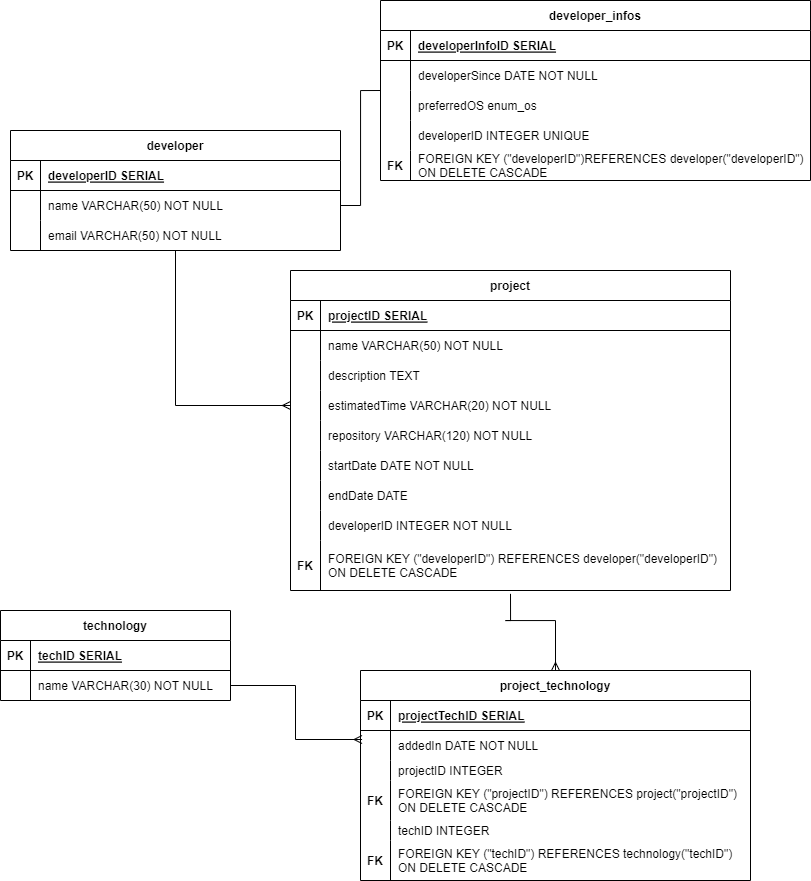 developer_infos
PK developerInfoID SERIAL
developerSince DATE NOT NULL
preferredOS enum_os
developerID INTEGER UNIQUE
FK FOREIGN KEY ("developerID")REFERENCES developer("developerID")
ON DELETE CASCADE
developer
PK developerID SERIAL
name VARCHAR(50) NOT NULL
email VARCHAR(50) NOT NULL
project
PK projectID SERIAL
name VARCHAR(50) NOT NULL
description TEXT
estimatedTime VARCHAR(20) NOT NULL
repository VARCHAR(120) NOT NULL
startDate DATE NOT NULL
endDate DATE
developerID INTEGER NOT NULL
FK FOREIGN KEY ("developerID") REFERENCES developer("developerID")
ON DELETE CASCADE
technology
PK techID SERIAL
name VARCHAR(30) NOT NULL
project_technology
PK projectTechID SERIAL
addedIn DATE NOT NULL
projectID INTEGER
FK FOREIGN KEY ("projectID") REFERENCES project("projectID")
ON DELETE CASCADE
techID INTEGER
FK FOREIGN KEY ("techID") REFERENCES technology("techID")
ON DELETE CASCADE